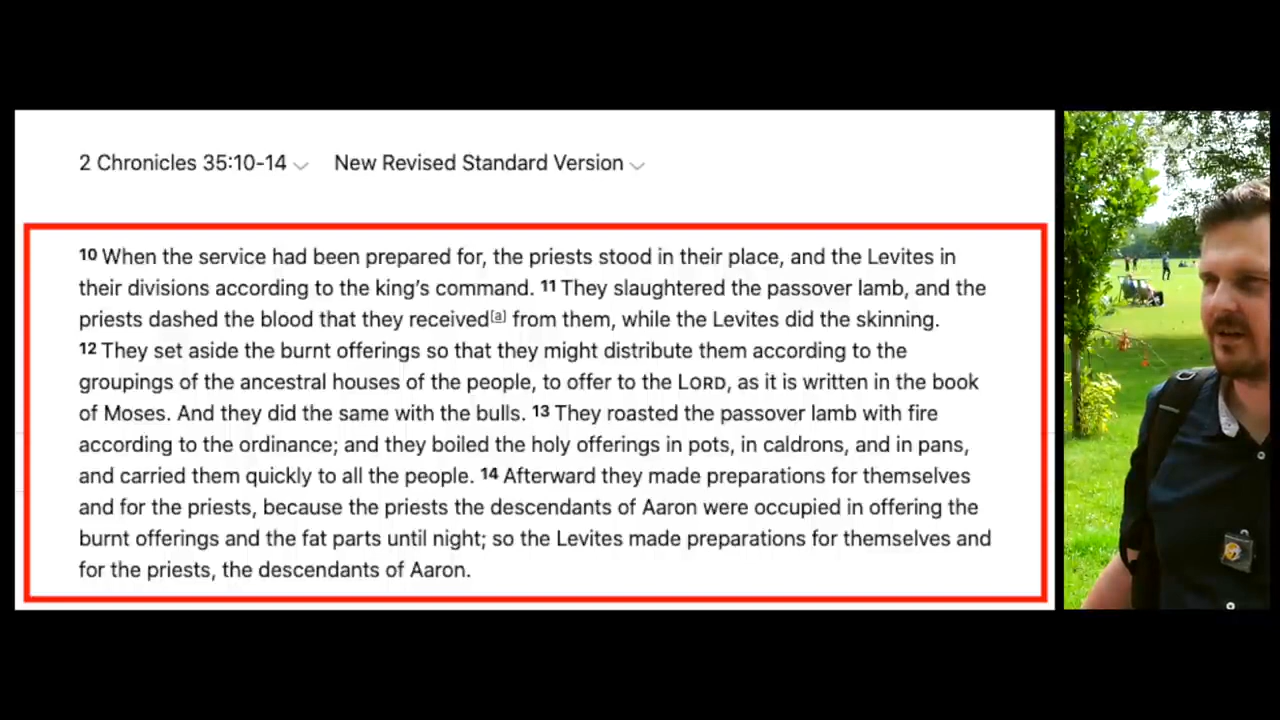 2 Chronicles 35:10-14 New Revised Standard Version
10 When the service had been prepared for, the priests stood in their place, and the Levites in
their divisions according to the king's command. 11 They slaughtered the passover lamb, and the
priests dashed the blood that they received[a] from them, while the Levites did the skinning.
12 They set aside the burnt offerings so that they might distribute them according to the
groupings of the ancestral houses of the people, to offer to the LORD, as it is written in the book
of Moses. And they did the same with the bulls. 13 They roasted the passover lamb with fire
according to the ordinance; and they boiled the holy offerings in pots, in caldrons, and in pans,
and carried them quickly to all the people. 14 Afterward they made preparations for themselves
and for the priests, because the priests the descendants of Aaron were occupied in offering the
burnt offerings and the fat parts until night; so the Levites made preparations for themselves and
for the priests, the descendants of Aaron.